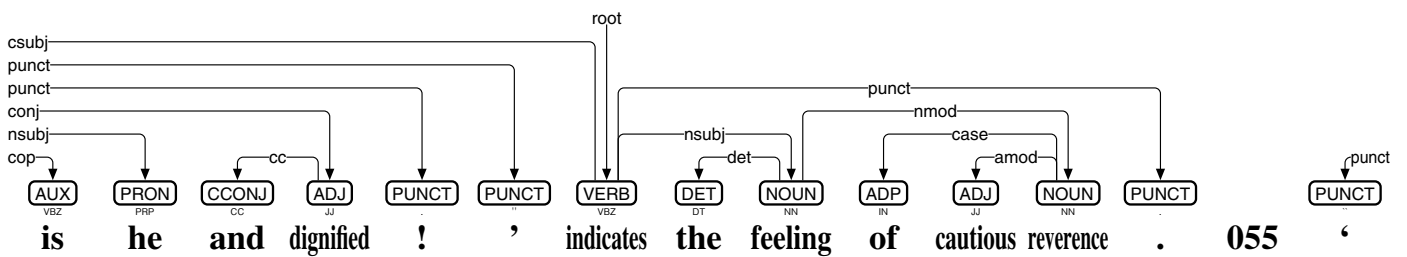 root
csubj
punct
punct punct
conj nmod
nsubj nsubj case
cop cc det amod punct
AUX PRON CCONJ ADJ PUNCT PUNCT VERB DET NOUN ADP ADJ NOUN PUNCT PUNCT
VBZ PRP CC JJ . '' VBZ DT NN IN JJ NN . ``
is he and dignified ! ’ indicates the feeling of cautious reverence . 055 ‘